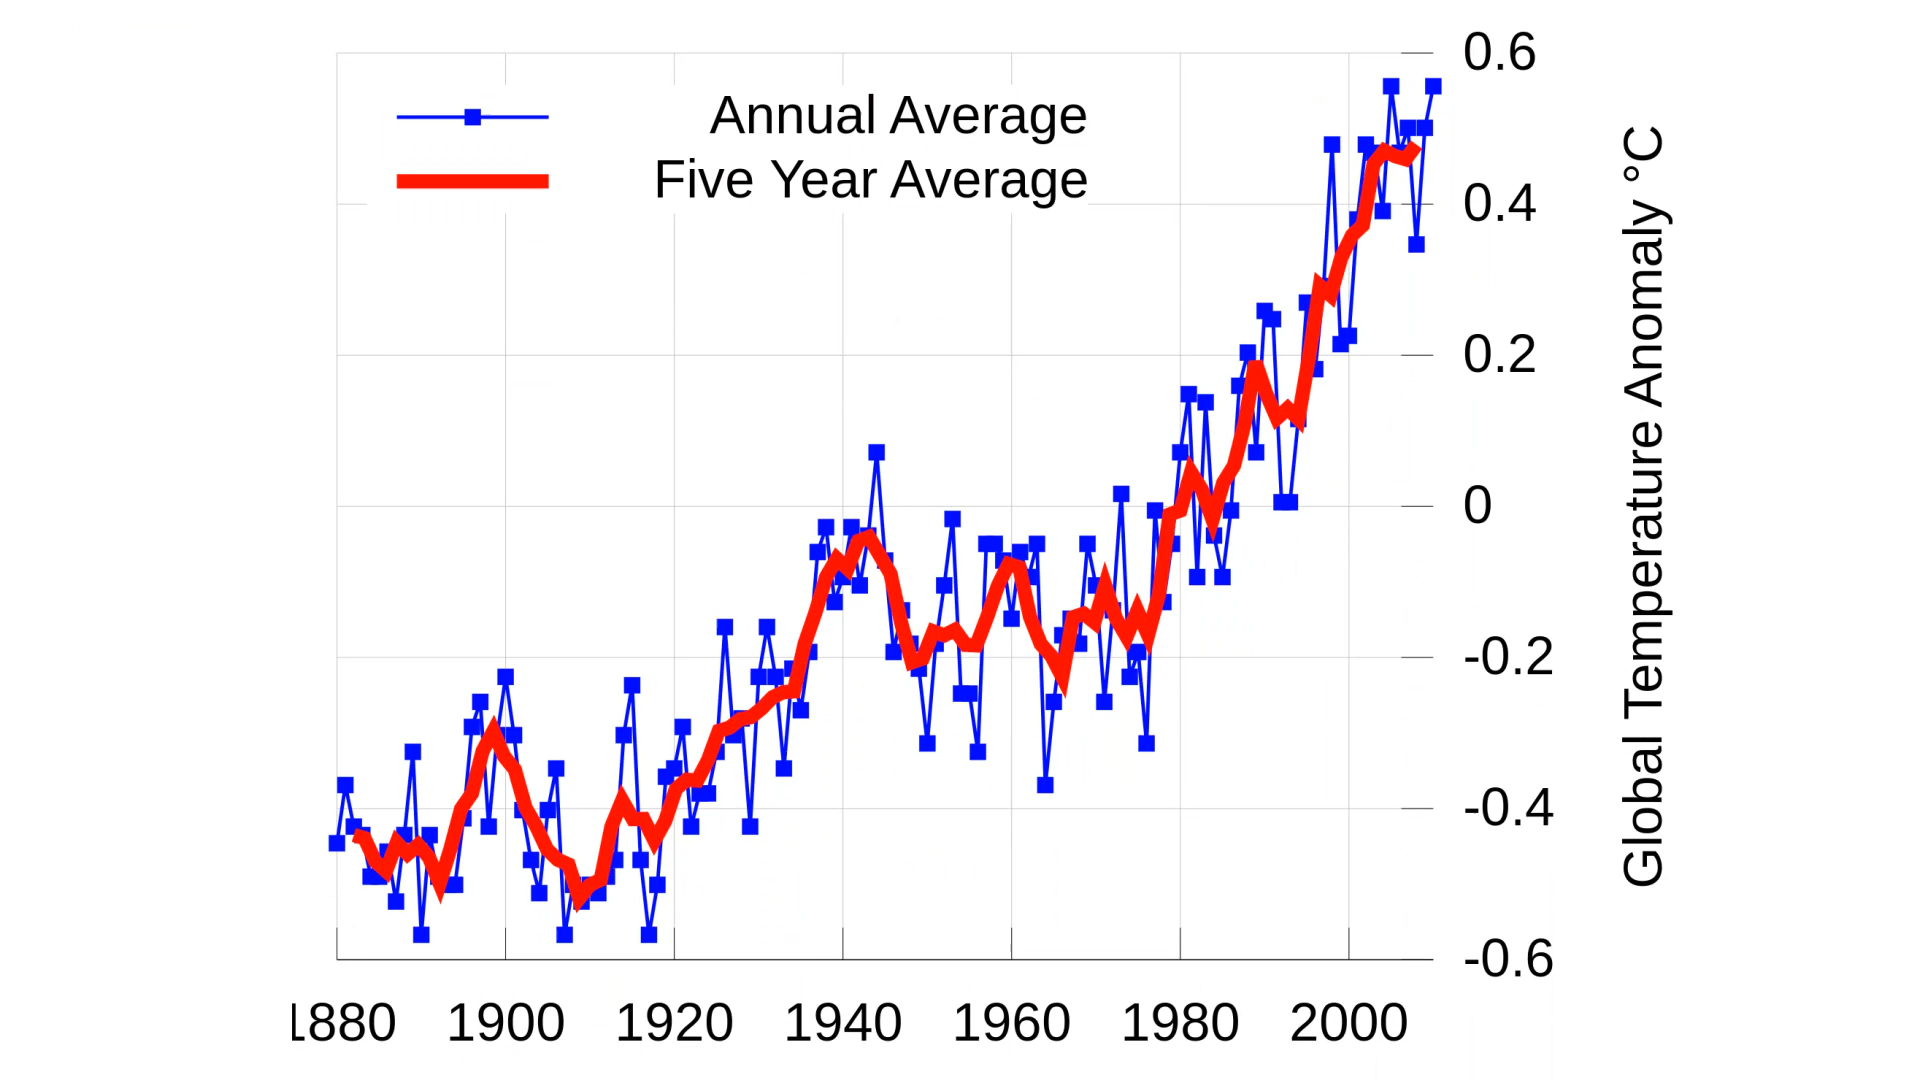 Annual Average
Five Year Average
0.6
0.4
0.2
0
-0.2
-0.4
-0.6
Global Temperature Anomaly °C
1880 1900 1920 1940 1960 1980 2000